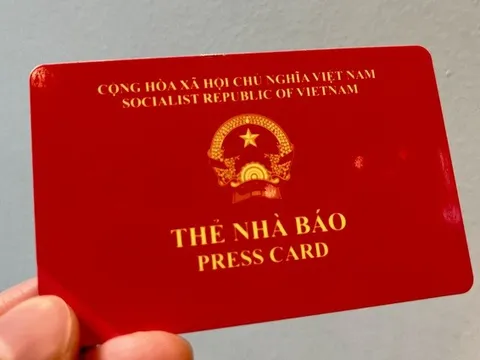 CỘNG HÒA XÃ HỘI CHỦ NGHĨA VIỆT NAM
SOCIALIST REPUBLIC OF VIETNAM
THẺ NHÀ BÁO
PRESS CARD